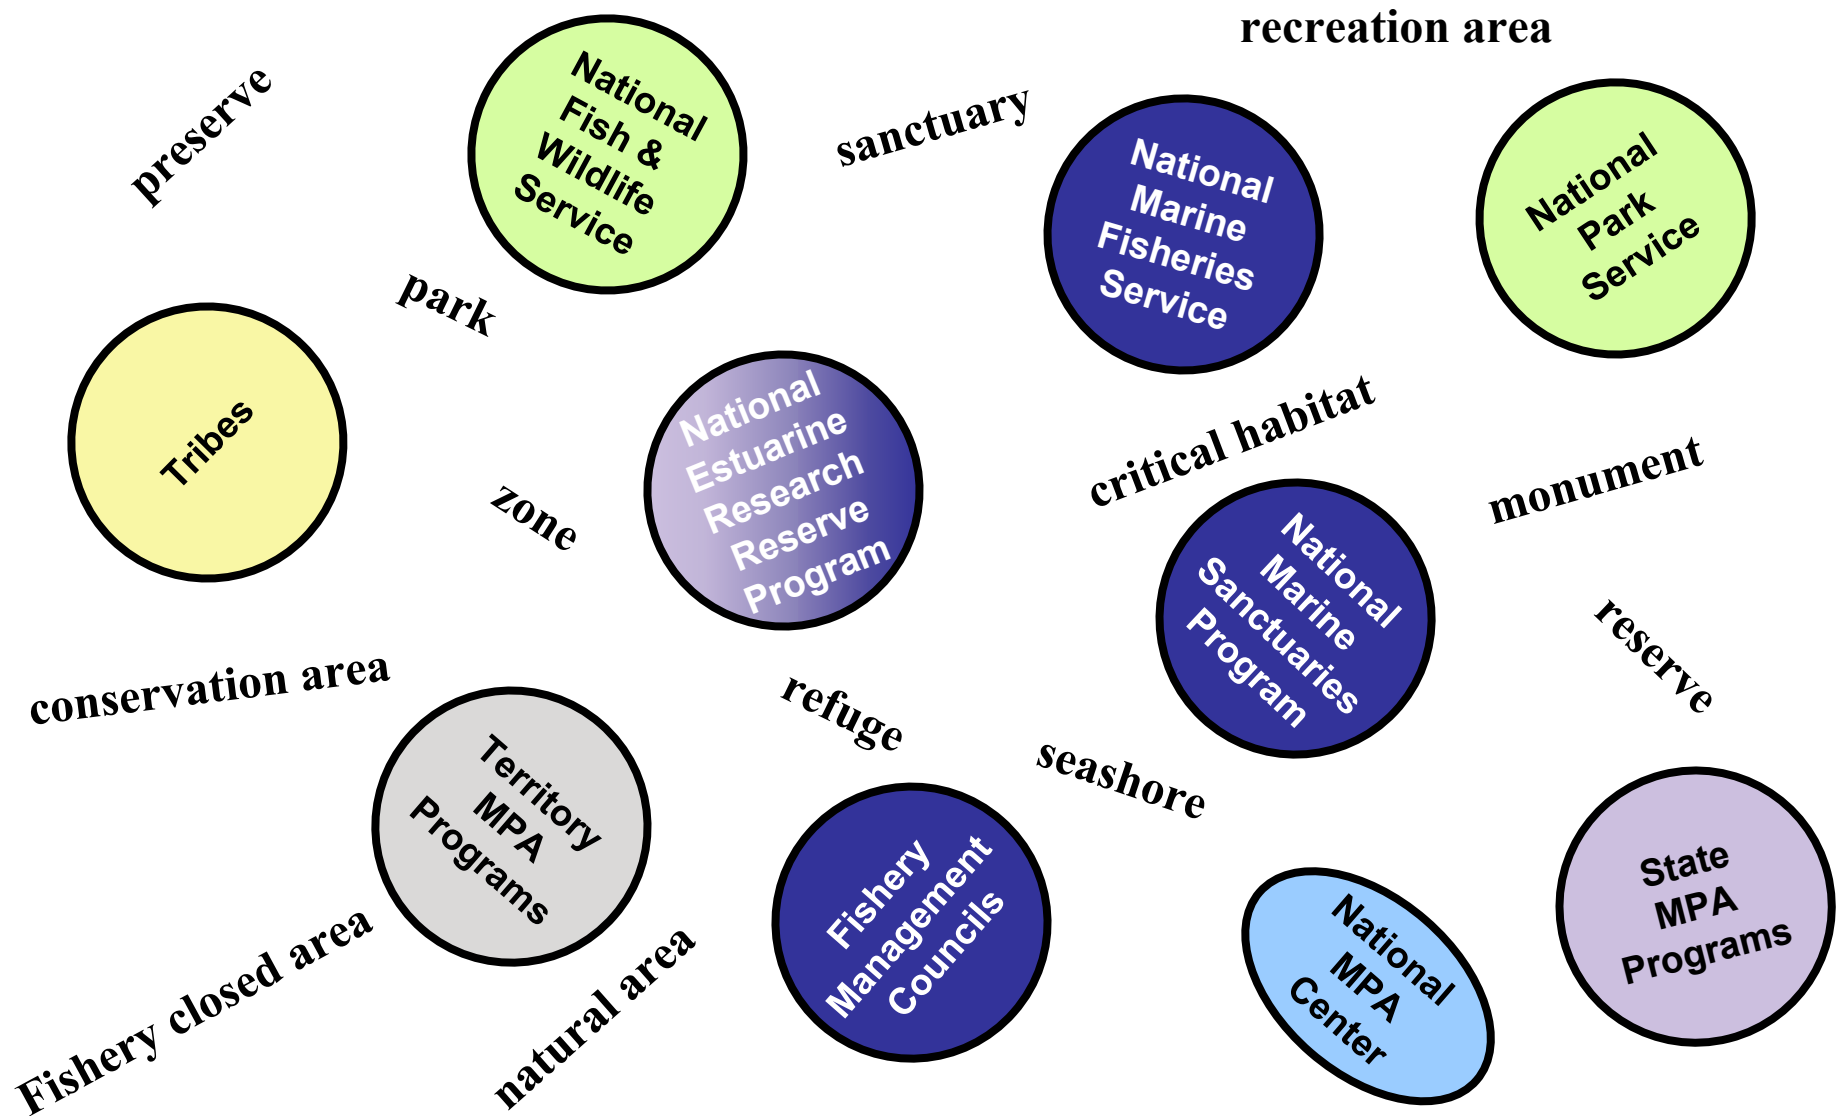 recreation area
preserve
National
Fish &
Wildlife
Service
sanctuary
National
Marine
Fisheries
Service
National
Park
Service
park
Tribes
National
Estuarine
Research
Reserve
Program
critical habitat
monument
zone
National
Marine
Sanctuaries
Program
reserve
conservation area
refuge
Territory
MPA
Programs
seashore
Fishery
Management
Councils
State
MPA
Programs
National
MPA
Center
Fishery closed area
natural area